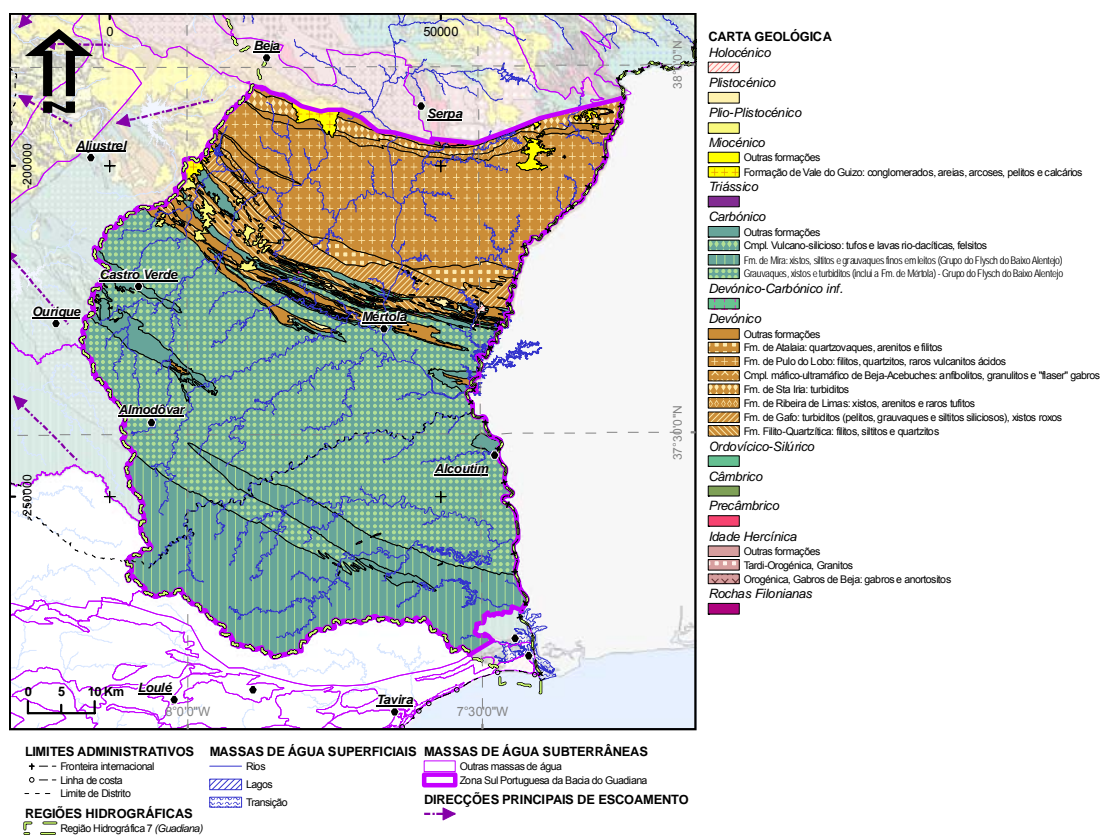 0
50000
38°0'0"N
Beja
Serpa
Aljustrel
-200000
Castro Verde
Ourique
Mértola
Almodôvar
37°30'0"N
Alcoutim
-250000
0 5 10 Km
Loulé
8°0'0"W
Tavira
7°30'0"W
N
CARTA GEOLÓGICA
Holocénico
Plistocénico
Plio-Plistocénico
Miocénico
Outras formações
Formação de Vale do Guizo: conglomerados, areias, arcoses, pelitos e calcários
Triássico
Carbónico
Outras formações
Cmpl. Vulcano-silicioso: tufos e lavas rio-dacíticas, felsitos
Fm. de Mira: xistos, siltitos e grauvaques finos em leitos (Grupo do Flysch do Baixo Alentejo)
Grauvaques, xistos e turbiditos (inclui a Fm. de Mértola) - Grupo do Flysch do Baixo Alentejo
Devónico-Carbónico inf.
Devónico
Outras formações
Fm. de Atalaia: quartzovaques, arenitos e filitos
Fm. de Pulo do Lobo: filitos, quartzitos, raros vulcanitos ácidos
Cmpl. máfico-ultramáfico de Beja-Acebuches: anfibolitos, granulitos e "flaser" gabros
Fm. de Sta Iria: turbiditos
Fm. de Ribeira de Limas: xistos, arenitos e raros tufitos
Fm. de Gafo: turbiditos (pelitos, grauvaques e siltitos siliciosos), xistos roxos
Fm. Filito-Quartzítica: filitos, siltitos e quartzitos
Ordovícico-Silúrico
Câmbrico
Precâmbrico
Idade Hercínica
Outras formações
Tardi-Orogénica, Granitos
Orogénica, Gabros de Beja: gabros e anortositos
Rochas Filonianas
LIMITES ADMINISTRATIVOS
Fronteira internacional
Linha de costa
Limite de Distrito
REGIÕES HIDROGRÁFICAS
Região Hidrográfica 7 (Guadiana)
MASSAS DE ÁGUA SUPERFICIAIS
Rios
Lagos
Transição
MASSAS DE ÁGUA SUBTERRÂNEAS
Outras massas de água
Zona Sul Portuguesa da Bacia do Guadiana
DIRECÇÕES PRINCIPAIS DE ESCOAMENTO